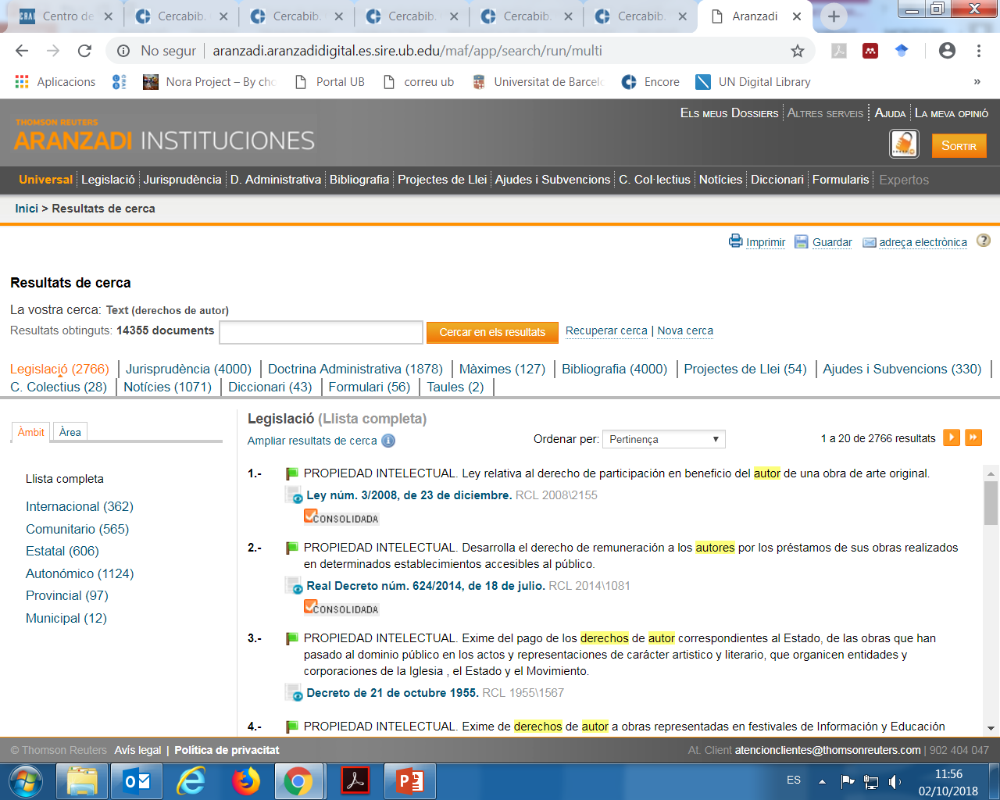 CRAI Centro de
Cercabib.
Cercabib.
Cercabib.
Cercabib.
Cercabib.
Aranzadi
No segur aranzadi.aranzadidigital.es.sire.ub.edu/maf/app/search/run/multi
Aplicacions Nora Project – By cho Portal UB correu ub Universitat de Barcelo Encore UN Digital Library »
ELS MEUS DOSSIERS ALTRES SERVEIS AJUDA LA MEVA OPINIÓ
THOMSON REUTERS
ARANZADI INSTITUCIONES
SORTIR
Universal Legislació Jurisprudència D. Administrativa Bibliografia Projectes de Llei Ajudes i Subvencions C. Col·lectius Notícies Diccionari Formularis Expertos
Inici > Resultats de cerca
Imprimir Guardar adreça electrònica ?
Resultats de cerca
La vostra cerca: Text (derechos de autor)
Resultats obtinguts: 14355 documents Cercar en els resultats Recuperar cerca | Nova cerca
Legislació (2766) Jurisprudència (4000) Doctrina Administrativa (1878) Màximes (127) Bibliografia (4000) Projectes de Llei (54) Ajudes i Subvencions (330)
C. Colectius (28) Notícies (1071) Diccionari (43) Formulari (56) Taules (2)
Àmbit Àrea
Llista completa
Internacional (362)
Comunitario (565)
Estatal (606)
Autonómico (1124)
Provincial (97)
Municipal (12)
Legislació (Llista completa)
Ampliar resultats de cerca i Ordenar per: Pertinença 1 a 20 de 2766 resultats
1.- PROPIEDAD INTELECTUAL. Ley relativa al derecho de participación en beneficio del autor de una obra de arte original.
Ley núm. 3/2008, de 23 de diciembre. RCL 2008\2155
CONSOLIDADA
2.- PROPIEDAD INTELECTUAL. Desarrolla el derecho de remuneración a los autores por los préstamos de sus obras realizados
en determinados establecimientos accesibles al público.
Real Decreto núm. 624/2014, de 18 de julio. RCL 2014\1081
CONSOLIDADA
3.- PROPIEDAD INTELECTUAL. Exime del pago de los derechos de autor correspondientes al Estado, de las obras que han
pasado al dominio público en los actos y representaciones de carácter artistico y literario, que organicen entidades y
corporaciones de la Iglesia , el Estado y el Movimiento.
Decreto de 21 de octubre 1955. RCL 1955\1567
4.- PROPIEDAD INTELECTUAL. Exime de derechos de autor a obras representadas en festivales de Información y Educación
© Thomson Reuters Avís legal | Política de privacitat At. Client atencionclientes@thomsonreuters.com | 902 404 047
ES 11:56
02/10/2018